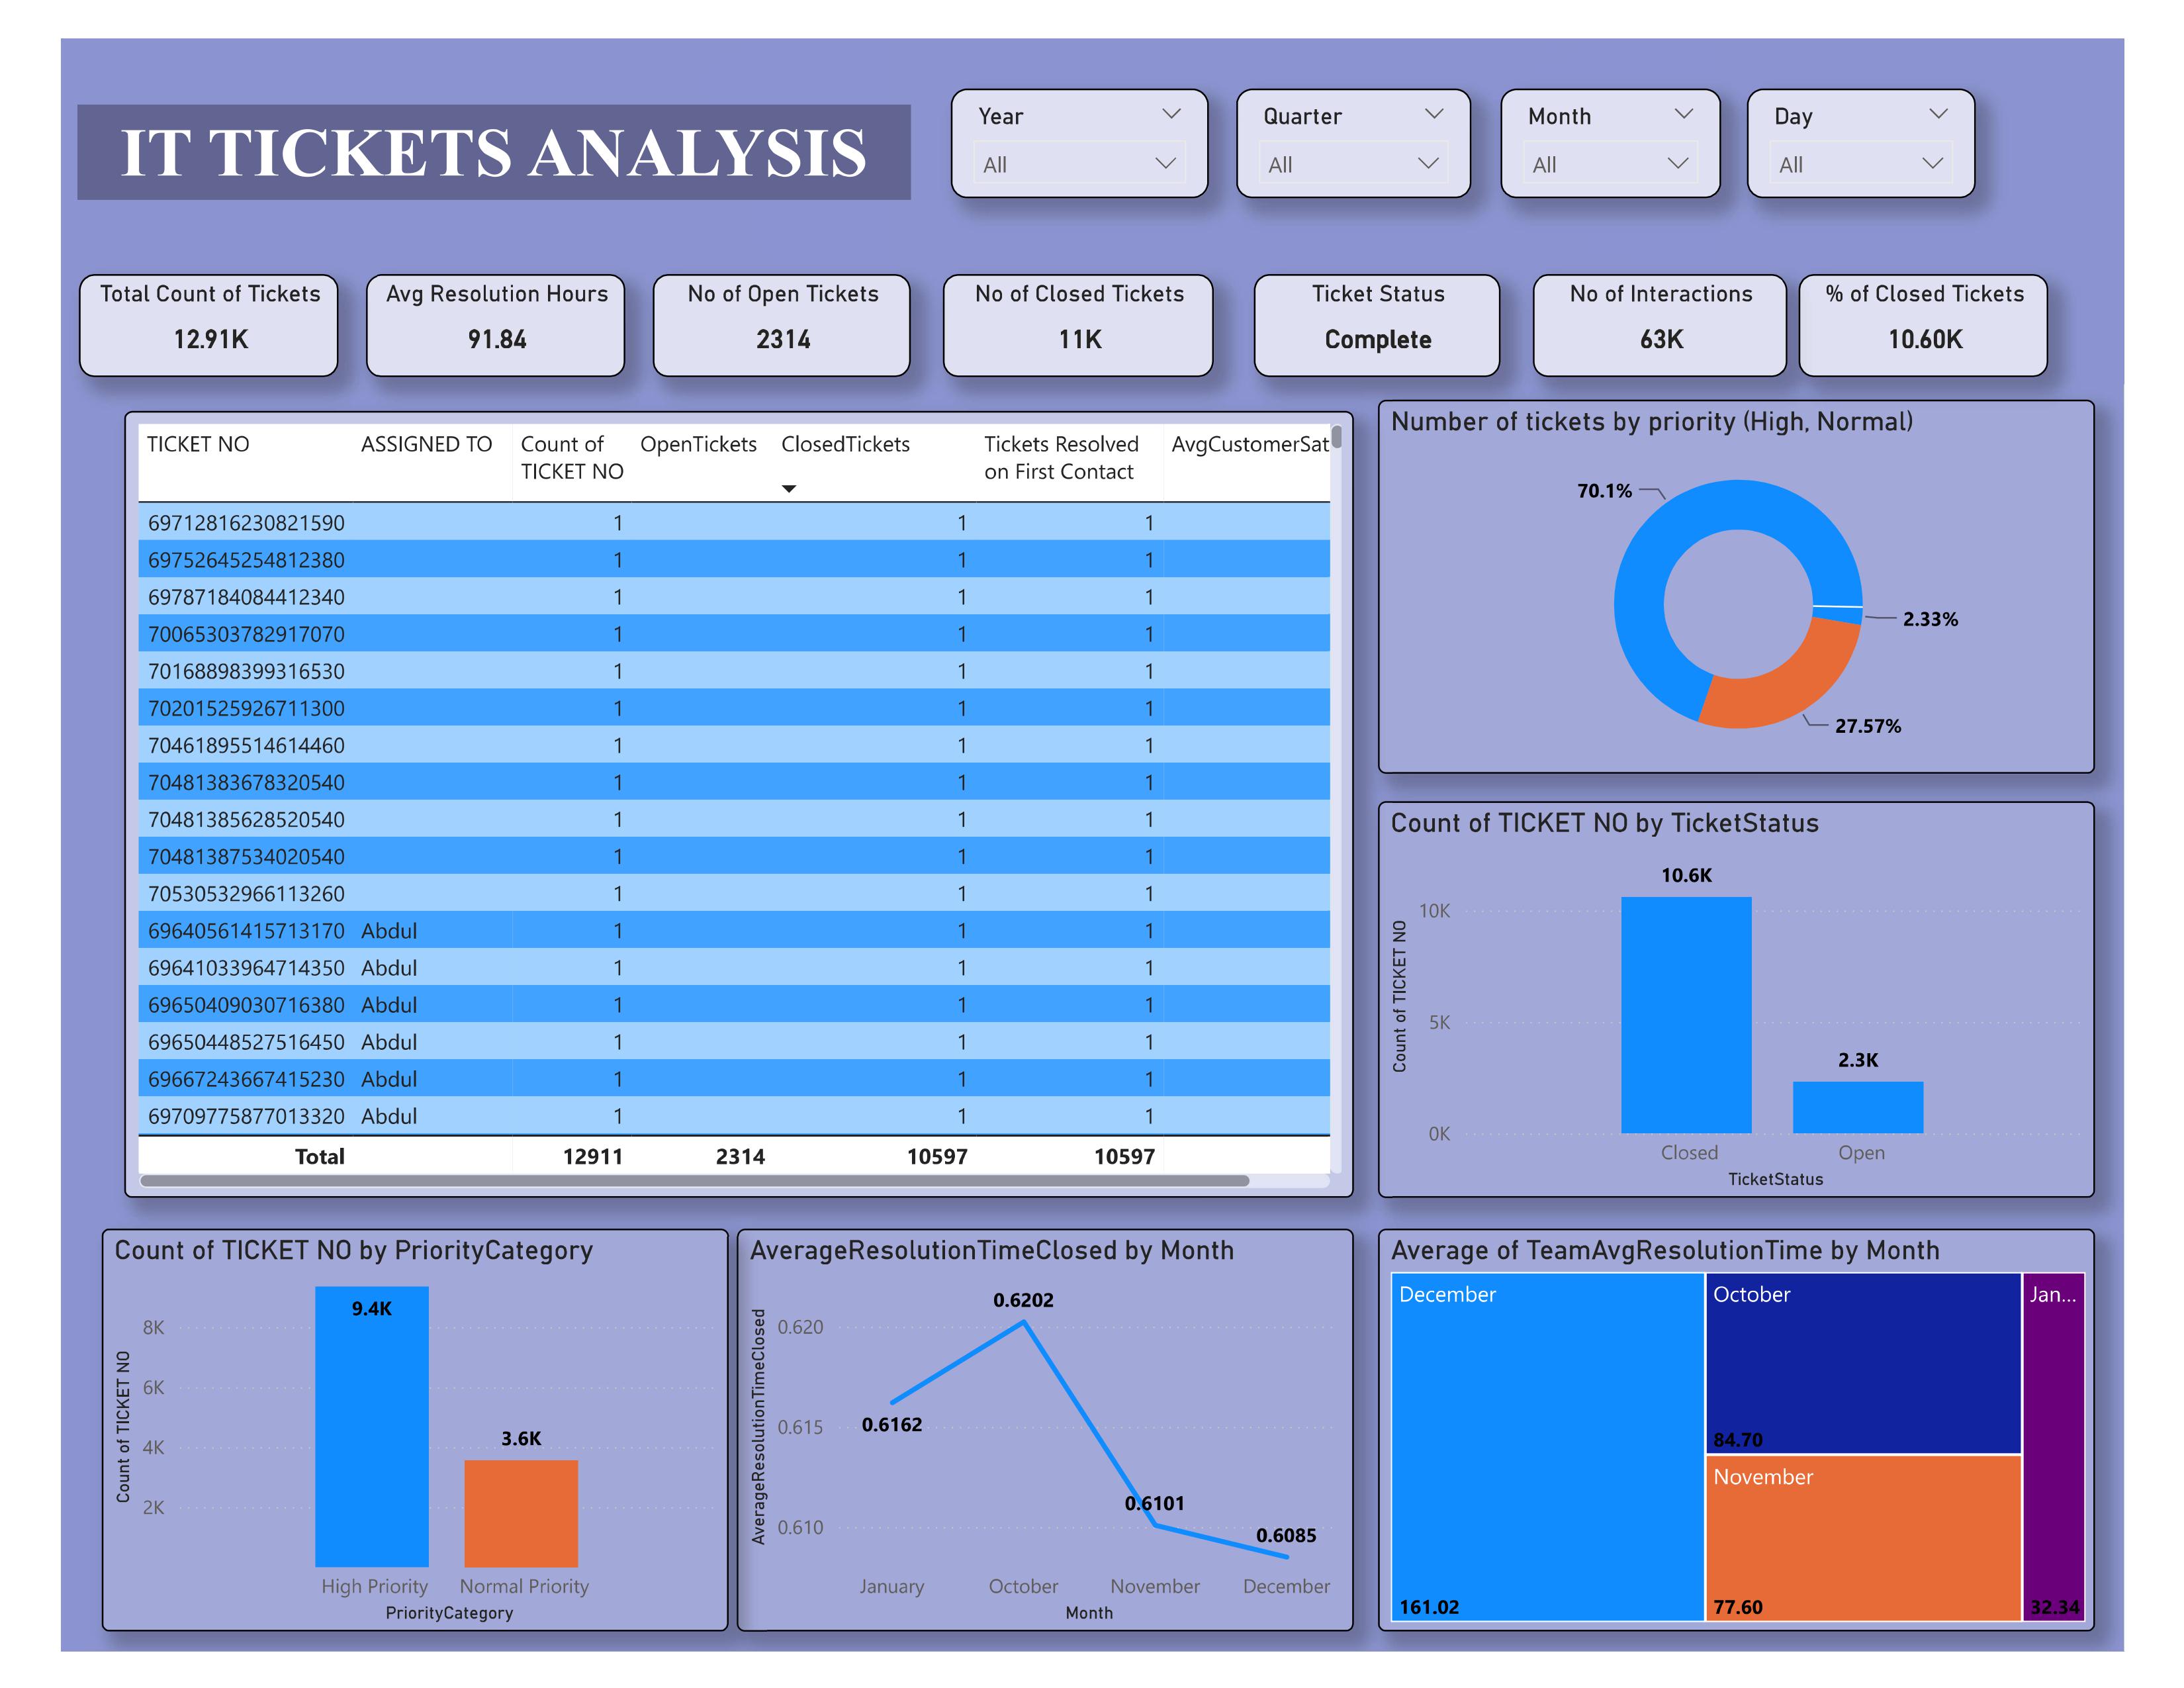 IT TICKETS ANALYSIS
Year
All
Quarter
All
Month
All
Day
All
Total Count of Tickets
12.91K
Avg Resolution Hours
91.84
No of Open Tickets
2314
No of Closed Tickets
11K
Ticket Status
Complete
No of Interactions
63K
% of Closed Tickets
10.60K
TICKET NO ASSIGNED TO Count of TICKET NO OpenTickets ClosedTickets Tickets Resolved on First Contact AvgCustomerSat
69712816230821590 1 1 1
69752645254812380 1 1 1
69787184084412340 1 1 1
70065303782917070 1 1 1
70168898399316530 1 1 1
70201525926711300 1 1 1
70461895514614460 1 1 1
70481383678320540 1 1 1
70481385628520540 1 1 1
70481387534020540 1 1 1
70530532966113260 1 1 1
69640561415713170 Abdul 1 1 1
69641033964714350 Abdul 1 1 1
69650409030716380 Abdul 1 1 1
69650448527516450 Abdul 1 1 1
69667243667415230 Abdul 1 1 1
69709775877013320 Abdul 1 1 1
Total 12911 2314 10597 10597
Number of tickets by priority (High, Normal)
70.1%
2.33%
27.57%
Count of TICKET NO by TicketStatus
Count of TICKET NO
10K
5K
0K
10.6K
2.3K
Closed Open
TicketStatus
Count of TICKET NO by PriorityCategory
Count of TICKET NO
8K
6K
4K
2K
9.4K
3.6K
High Priority Normal Priority
PriorityCategory
AverageResolutionTimeClosed by Month
AverageResolutionTimeClosed
0.620
0.615
0.610
0.6162
0.6202
0.6101
0.6085
January October November December
Month
Average of TeamAvgResolutionTime by Month
December
161.02
October
84.70
November
77.60
Jan...
32.34